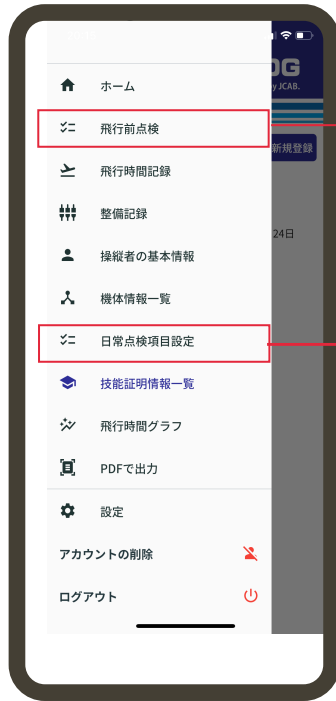 OG
by JCAB.
ホーム
飛行前点検
新規登録
飛行時間記録
整備記録
24日
操縦者の基本情報
機体情報一覧
日常点検項目設定
技能証明情報一覧
飛行時間グラフ
PDFで出力
設定
アカウントの削除
ログアウト